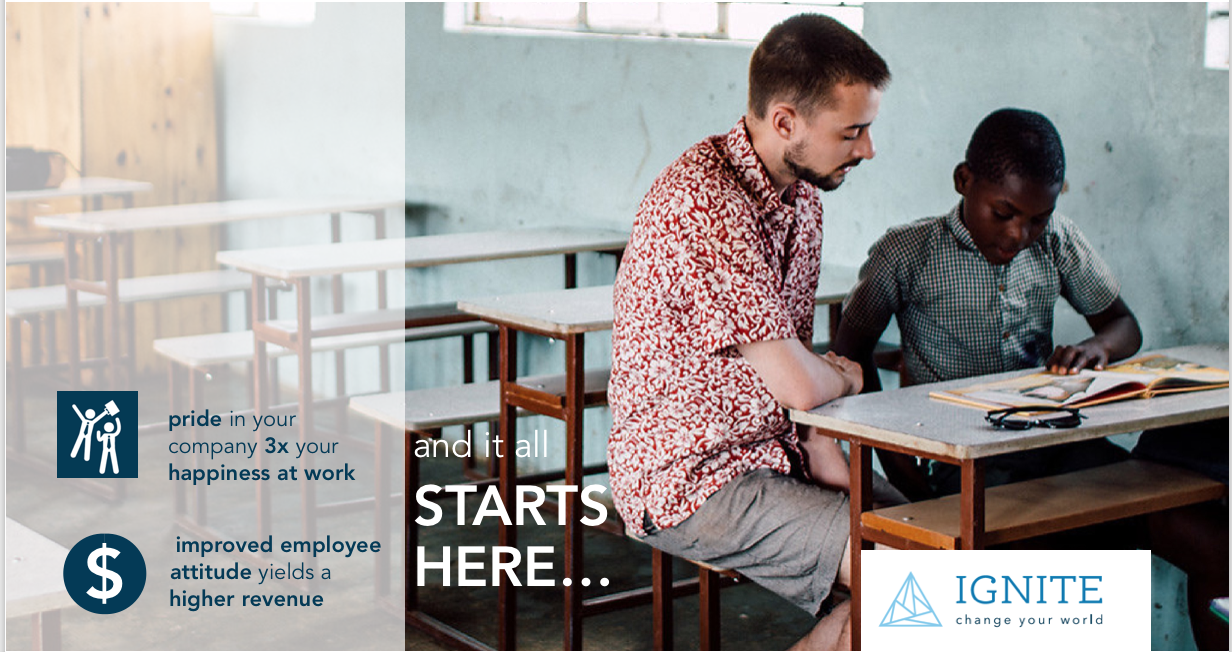 pride in your
company 3x your
happiness at work
$
improved employee
attitude yields a
higher revenue
and it all
STARTS
HERE...
IGNITE
change your world